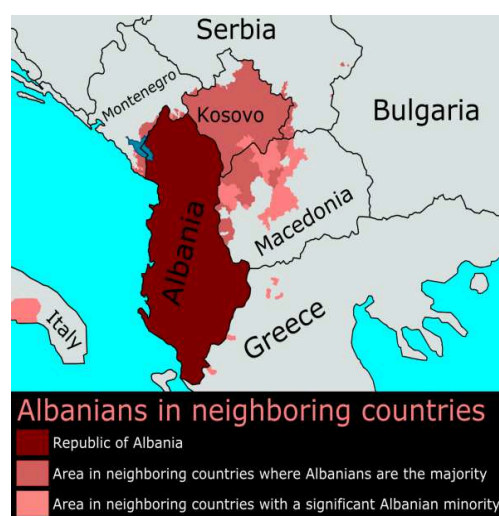 Serbia
Montenegro
Kosovo
Bulgaria
Albania
Macedonia
Italy
Greece
Albanians in neighboring countries
Republic of Albania
Area in neighboring countries where Albanians are the majority
Area in neighboring countries with a significant Albanian minority